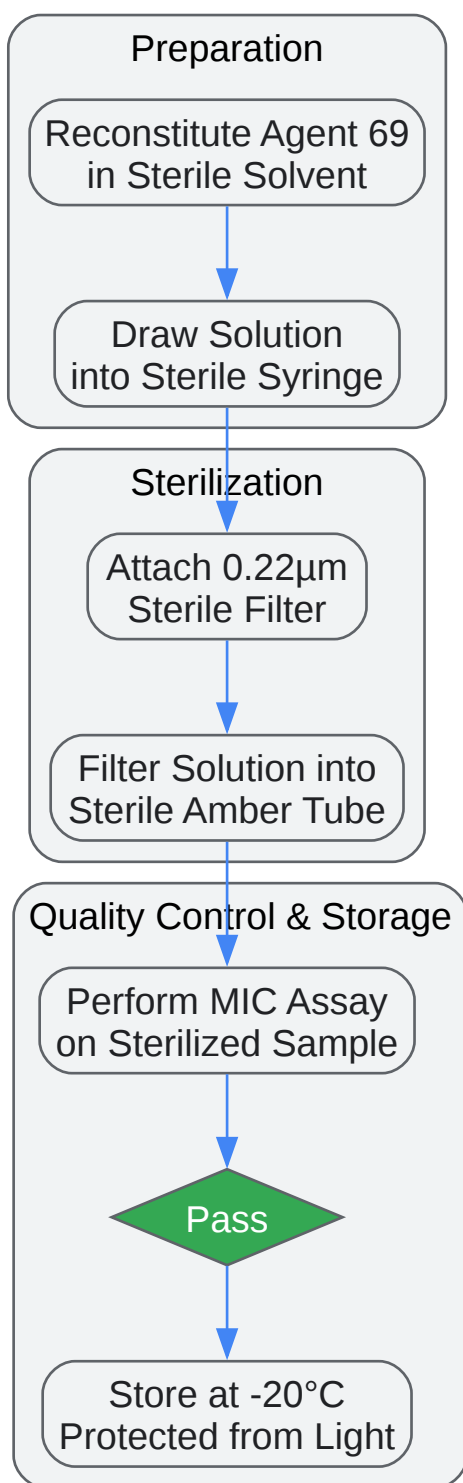 Preparation
Reconstitute Agent 69
in Sterile Solvent
Draw Solution
into Sterile Syringe
Sterilization
Attach 0.22µm
Sterile Filter
Filter Solution into
Sterile Amber Tube
Quality Control & Storage
Perform MIC Assay
on Sterilized Sample
Pass
Store at -20°C
Protected from Light